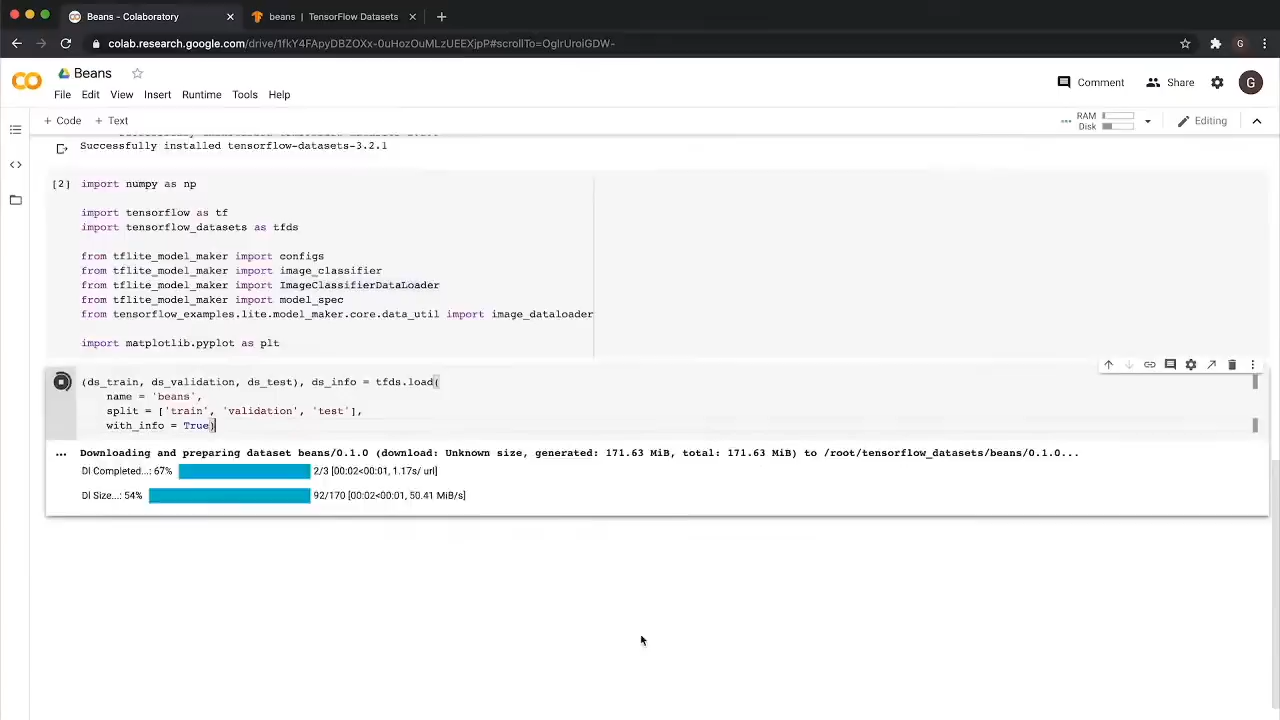 Beans - Colaboratory
beans | TensorFlow Datasets
colab.research.google.com/drive/1fkY4FApyDBZOXx-0uHozOuMLzUEEXjpP#scrollTo=OglrUroiGDW-
G
Beans
File Edit View Insert Runtime Tools Help
Comment Share G
+ Code + Text
RAM
Disk
Editing
Successfully installed tensorflow-datasets-3.2.1
[2] import numpy as np
import tensorflow as tf
import tensorflow_datasets as tfds
from tflite_model_maker import configs
from tflite_model_maker import image_classifier
from tflite_model_maker import ImageClassifierDataLoader
from tflite_model_maker import model_spec
from tensorflow_examples.lite.model_maker.core.data_util import image_dataloader
import matplotlib.pyplot as plt
(ds_train, ds_validation, ds_test), ds_info = tfds.load(
name = 'beans',
split = ['train', 'validation', 'test'],
with_info = True)
... Downloading and preparing dataset beans/0.1.0 (download: Unknown size, generated: 171.63 MiB, total: 171.63 MiB) to /root/tensorflow_datasets/beans/0.1.0...
Dl Completed...: 67% 2/3 [00:02<00:01, 1.17s/ url]
Dl Size...: 54% 92/170 [00:02<00:01, 50.41 MiB/s]